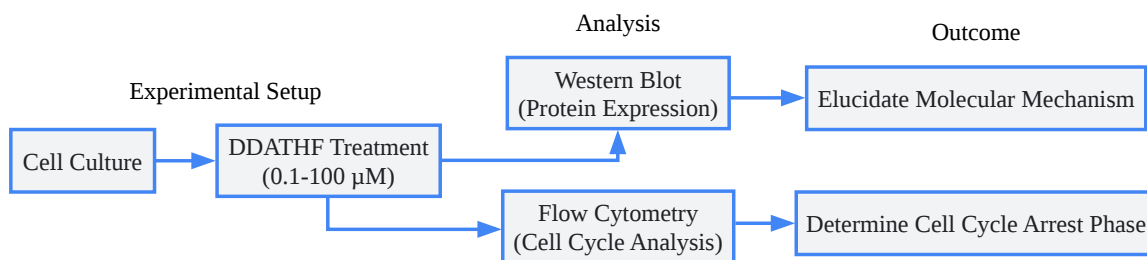 Analysis
Outcome
Experimental Setup
Western Blot
(Protein Expression)
Elucidate Molecular Mechanism
Cell Culture
DDATHF Treatment
(0.1-100 µM)
Flow Cytometry
(Cell Cycle Analysis)
Determine Cell Cycle Arrest Phase